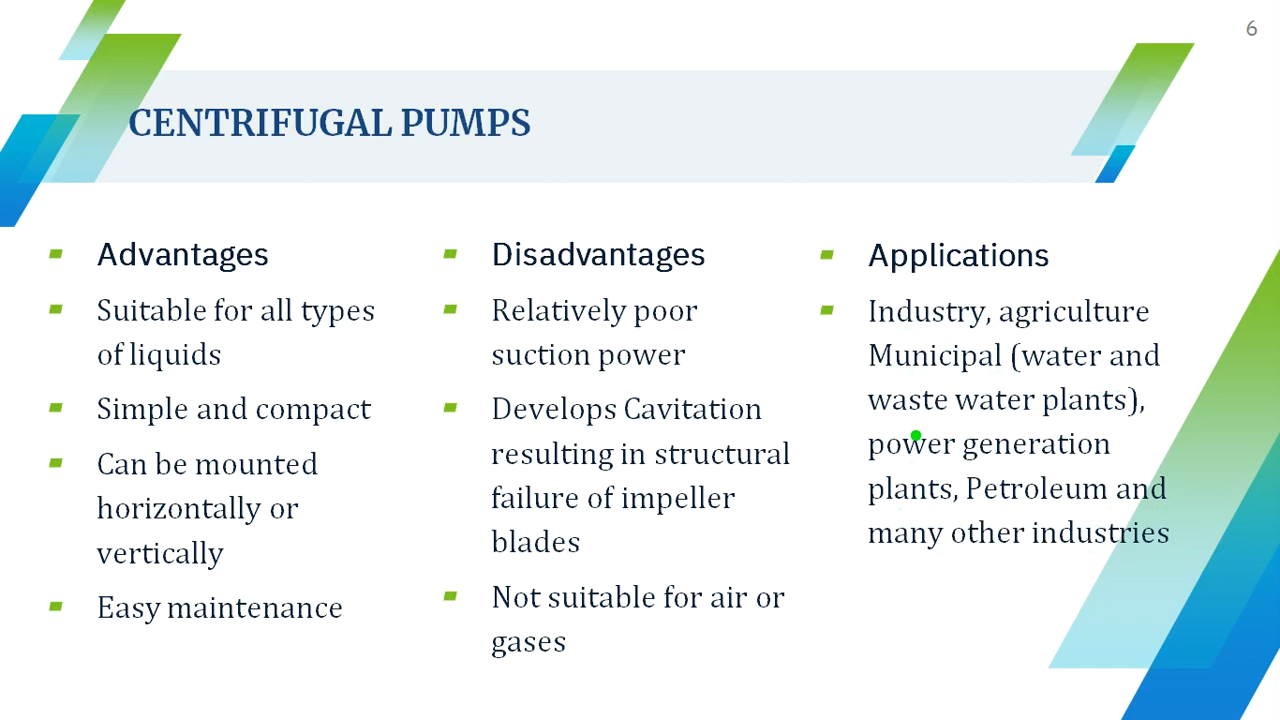 6
CENTRIFUGAL PUMPS
Advantages
Suitable for all types
of liquids
Simple and compact
Can be mounted
horizontally or
vertically
Easy maintenance
Disadvantages
Relatively poor
suction power
Develops Cavitation
resulting in structural
failure of impeller
blades
Not suitable for air or
gases
Applications
Industry, agriculture
Municipal (water and
waste water plants),
power generation
plants, Petroleum and
many other industries